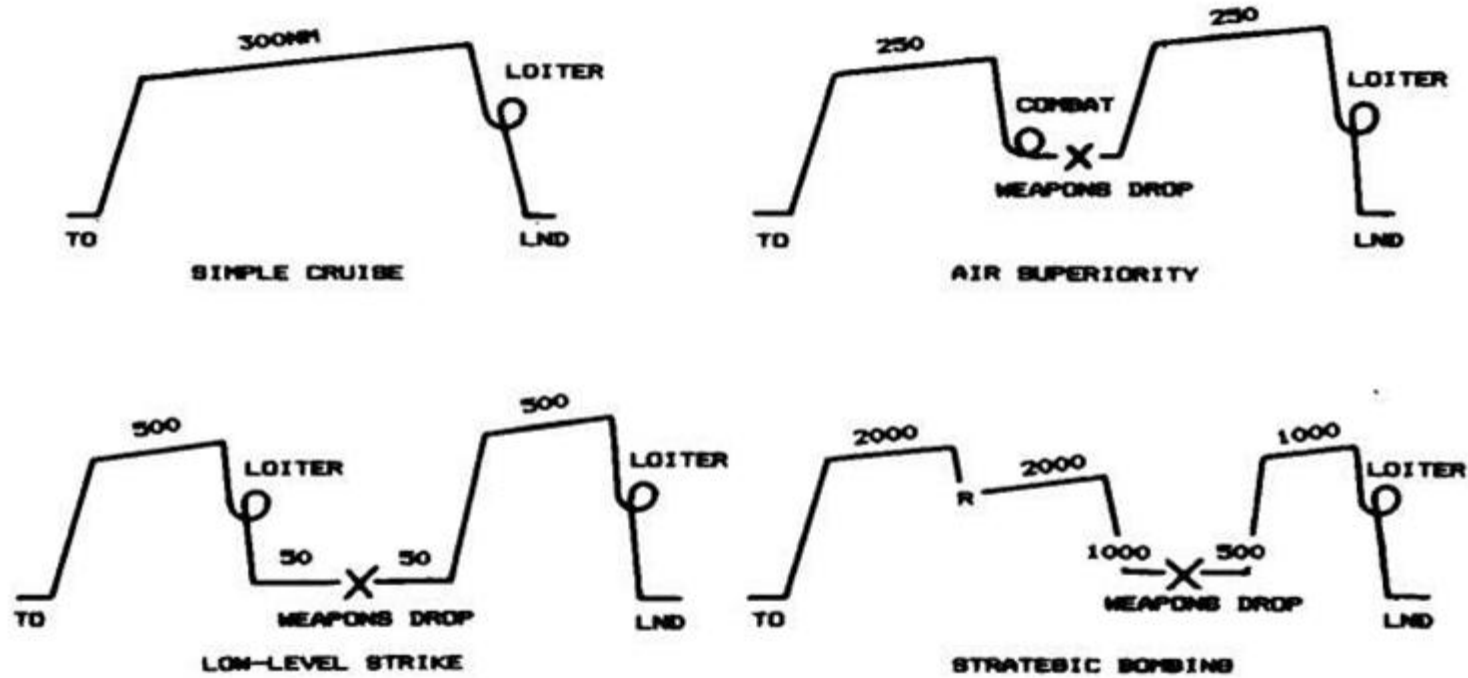 300NM
LOITER
TO
LND
SIMPLE CRUISE
250
250
COMBAT
LOITER
WEAPONS DROP
TO
LND
AIR SUPERIORITY
500
500
LOITER
LOITER
50
50
TO
WEAPONS DROP
LND
LOW-LEVEL STRIKE
2000
1000
2000
LOITER
R
1000
500
TO
WEAPONS DROP
LND
STRATEGIC BOMBING